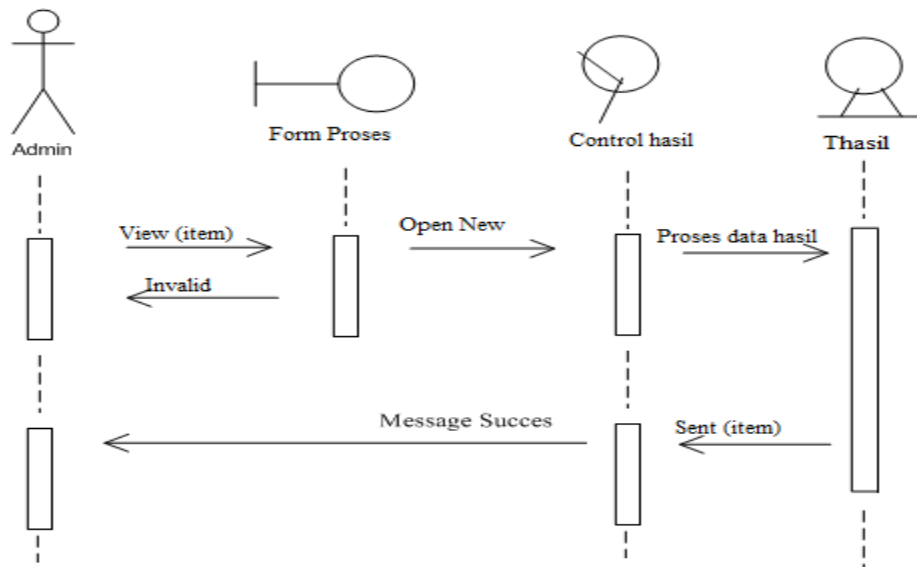 Admin
Form Proses
Control hasil
Thasil
View (item)
Open New
Proses data hasil
Invalid
Message Succes
Sent (item)